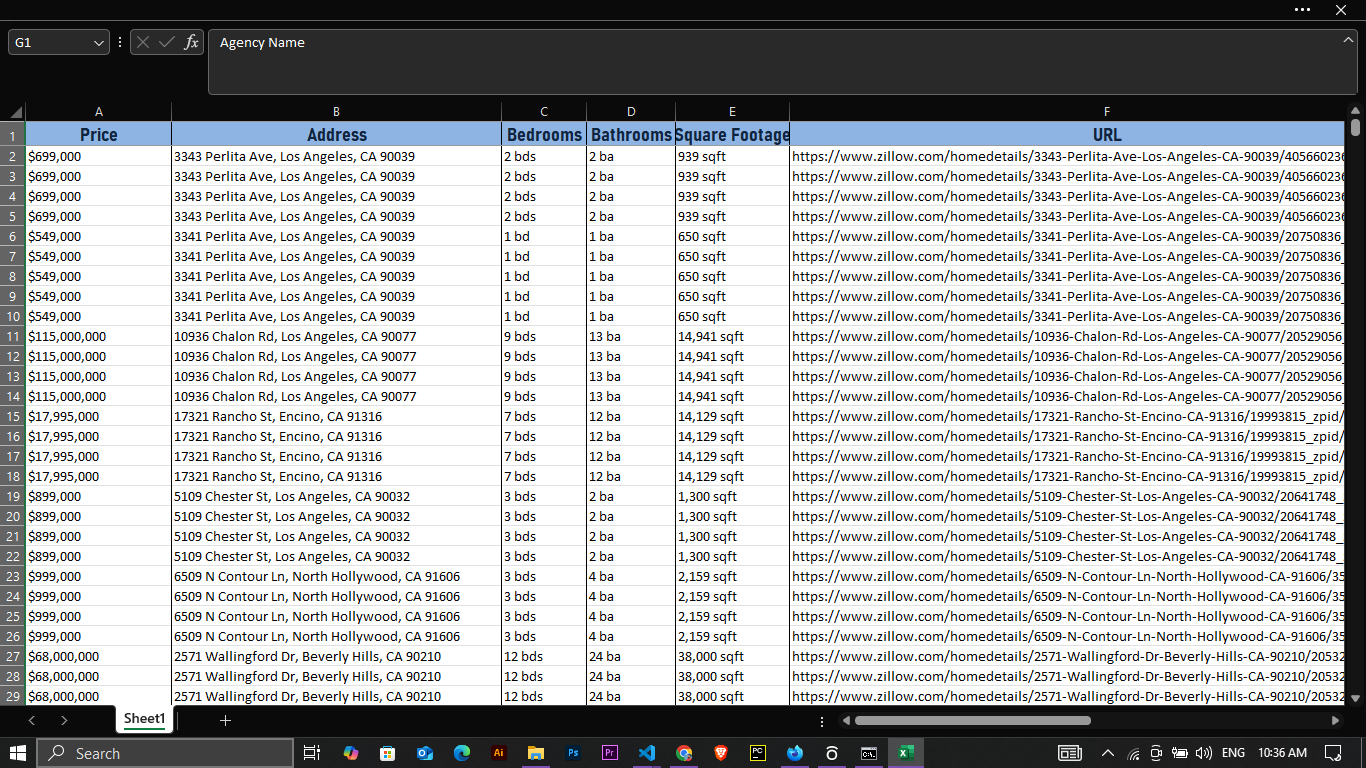 G1 fx Agency Name
A B C D E F
1 Price Address Bedrooms Bathrooms Square Footage URL
2 $699,000 3343 Perlita Ave, Los Angeles, CA 90039 2 bds 2 ba 939 sqft https://www.zillow.com/homedetails/3343-Perlita-Ave-Los-Angeles-CA-90039/405660236
3 $699,000 3343 Perlita Ave, Los Angeles, CA 90039 2 bds 2 ba 939 sqft https://www.zillow.com/homedetails/3343-Perlita-Ave-Los-Angeles-CA-90039/405660236
4 $699,000 3343 Perlita Ave, Los Angeles, CA 90039 2 bds 2 ba 939 sqft https://www.zillow.com/homedetails/3343-Perlita-Ave-Los-Angeles-CA-90039/405660236
5 $699,000 3343 Perlita Ave, Los Angeles, CA 90039 2 bds 2 ba 939 sqft https://www.zillow.com/homedetails/3343-Perlita-Ave-Los-Angeles-CA-90039/405660236
6 $549,000 3341 Perlita Ave, Los Angeles, CA 90039 1 bd 1 ba 650 sqft https://www.zillow.com/homedetails/3341-Perlita-Ave-Los-Angeles-CA-90039/20750836_
7 $549,000 3341 Perlita Ave, Los Angeles, CA 90039 1 bd 1 ba 650 sqft https://www.zillow.com/homedetails/3341-Perlita-Ave-Los-Angeles-CA-90039/20750836_
8 $549,000 3341 Perlita Ave, Los Angeles, CA 90039 1 bd 1 ba 650 sqft https://www.zillow.com/homedetails/3341-Perlita-Ave-Los-Angeles-CA-90039/20750836_
9 $549,000 3341 Perlita Ave, Los Angeles, CA 90039 1 bd 1 ba 650 sqft https://www.zillow.com/homedetails/3341-Perlita-Ave-Los-Angeles-CA-90039/20750836_
10 $549,000 3341 Perlita Ave, Los Angeles, CA 90039 1 bd 1 ba 650 sqft https://www.zillow.com/homedetails/3341-Perlita-Ave-Los-Angeles-CA-90039/20750836_
11 $115,000,000 10936 Chalon Rd, Los Angeles, CA 90077 9 bds 13 ba 14,941 sqft https://www.zillow.com/homedetails/10936-Chalon-Rd-Los-Angeles-CA-90077/20529056_
12 $115,000,000 10936 Chalon Rd, Los Angeles, CA 90077 9 bds 13 ba 14,941 sqft https://www.zillow.com/homedetails/10936-Chalon-Rd-Los-Angeles-CA-90077/20529056_
13 $115,000,000 10936 Chalon Rd, Los Angeles, CA 90077 9 bds 13 ba 14,941 sqft https://www.zillow.com/homedetails/10936-Chalon-Rd-Los-Angeles-CA-90077/20529056_
14 $115,000,000 10936 Chalon Rd, Los Angeles, CA 90077 9 bds 13 ba 14,941 sqft https://www.zillow.com/homedetails/10936-Chalon-Rd-Los-Angeles-CA-90077/20529056_
15 $17,995,000 17321 Rancho St, Encino, CA 91316 7 bds 12 ba 14,129 sqft https://www.zillow.com/homedetails/17321-Rancho-St-Encino-CA-91316/19993815_zpid/
16 $17,995,000 17321 Rancho St, Encino, CA 91316 7 bds 12 ba 14,129 sqft https://www.zillow.com/homedetails/17321-Rancho-St-Encino-CA-91316/19993815_zpid/
17 $17,995,000 17321 Rancho St, Encino, CA 91316 7 bds 12 ba 14,129 sqft https://www.zillow.com/homedetails/17321-Rancho-St-Encino-CA-91316/19993815_zpid/
18 $17,995,000 17321 Rancho St, Encino, CA 91316 7 bds 12 ba 14,129 sqft https://www.zillow.com/homedetails/17321-Rancho-St-Encino-CA-91316/19993815_zpid/
19 $899,000 5109 Chester St, Los Angeles, CA 90032 3 bds 2 ba 1,300 sqft https://www.zillow.com/homedetails/5109-Chester-St-Los-Angeles-CA-90032/20641748_
20 $899,000 5109 Chester St, Los Angeles, CA 90032 3 bds 2 ba 1,300 sqft https://www.zillow.com/homedetails/5109-Chester-St-Los-Angeles-CA-90032/20641748_
21 $899,000 5109 Chester St, Los Angeles, CA 90032 3 bds 2 ba 1,300 sqft https://www.zillow.com/homedetails/5109-Chester-St-Los-Angeles-CA-90032/20641748_
22 $899,000 5109 Chester St, Los Angeles, CA 90032 3 bds 2 ba 1,300 sqft https://www.zillow.com/homedetails/5109-Chester-St-Los-Angeles-CA-90032/20641748_
23 $999,000 6509 N Contour Ln, North Hollywood, CA 91606 3 bds 4 ba 2,159 sqft https://www.zillow.com/homedetails/6509-N-Contour-Ln-North-Hollywood-CA-91606/35
24 $999,000 6509 N Contour Ln, North Hollywood, CA 91606 3 bds 4 ba 2,159 sqft https://www.zillow.com/homedetails/6509-N-Contour-Ln-North-Hollywood-CA-91606/35
25 $999,000 6509 N Contour Ln, North Hollywood, CA 91606 3 bds 4 ba 2,159 sqft https://www.zillow.com/homedetails/6509-N-Contour-Ln-North-Hollywood-CA-91606/35
26 $999,000 6509 N Contour Ln, North Hollywood, CA 91606 3 bds 4 ba 2,159 sqft https://www.zillow.com/homedetails/6509-N-Contour-Ln-North-Hollywood-CA-91606/35
27 $68,000,000 2571 Wallingford Dr, Beverly Hills, CA 90210 12 bds 24 ba 38,000 sqft https://www.zillow.com/homedetails/2571-Wallingford-Dr-Beverly-Hills-CA-90210/20532
28 $68,000,000 2571 Wallingford Dr, Beverly Hills, CA 90210 12 bds 24 ba 38,000 sqft https://www.zillow.com/homedetails/2571-Wallingford-Dr-Beverly-Hills-CA-90210/20532
29 $68,000,000 2571 Wallingford Dr, Beverly Hills, CA 90210 12 bds 24 ba 38,000 sqft https://www.zillow.com/homedetails/2571-Wallingford-Dr-Beverly-Hills-CA-90210/20532
Sheet1
Search Ai Ps Pr PC ENG 10:36 AM